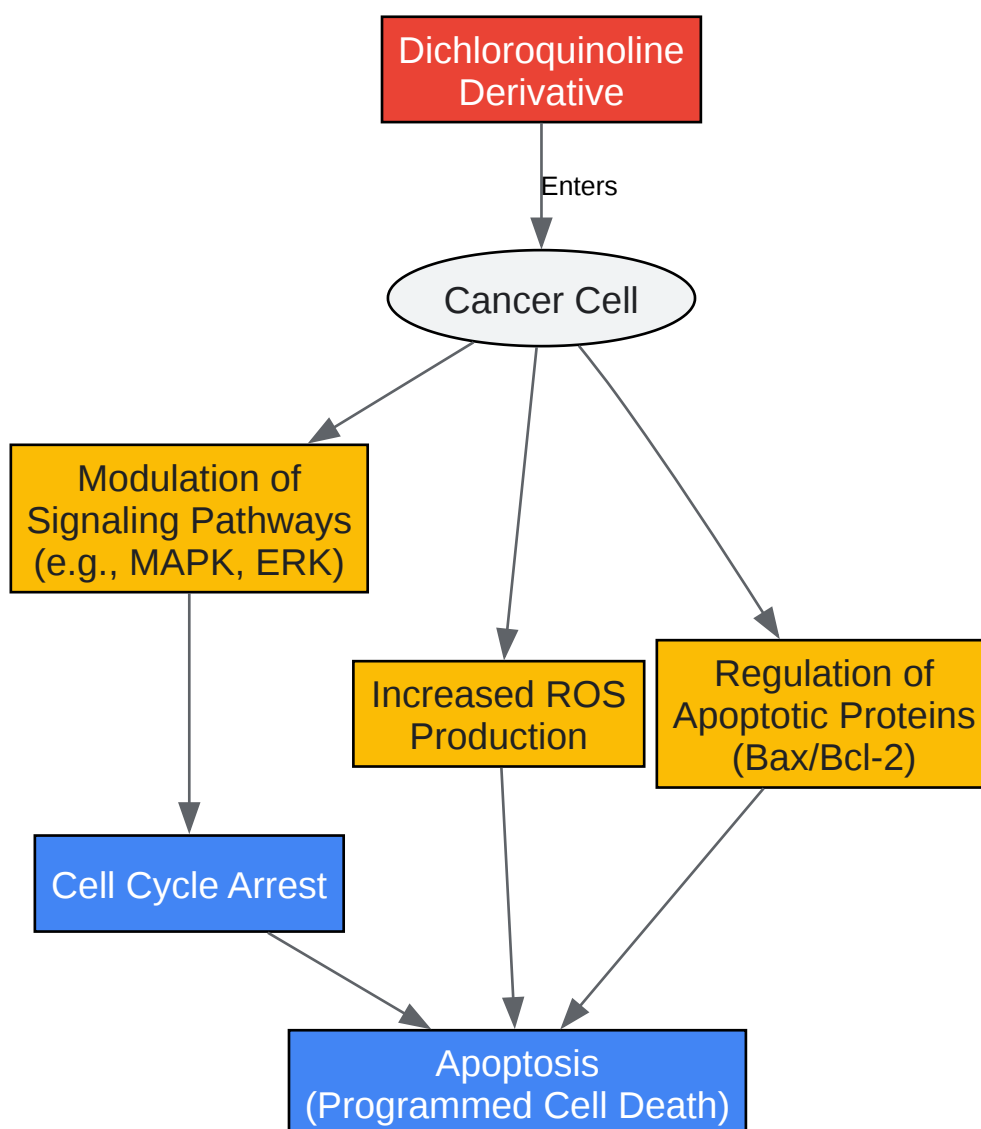 Dichloroquinoline
Derivative
Enters
Cancer Cell
Modulation of
Signaling Pathways
(e.g., MAPK, ERK)
Increased ROS
Production
Regulation of
Apoptotic Proteins
(Bax/Bcl-2)
Cell Cycle Arrest
Apoptosis
(Programmed Cell Death)